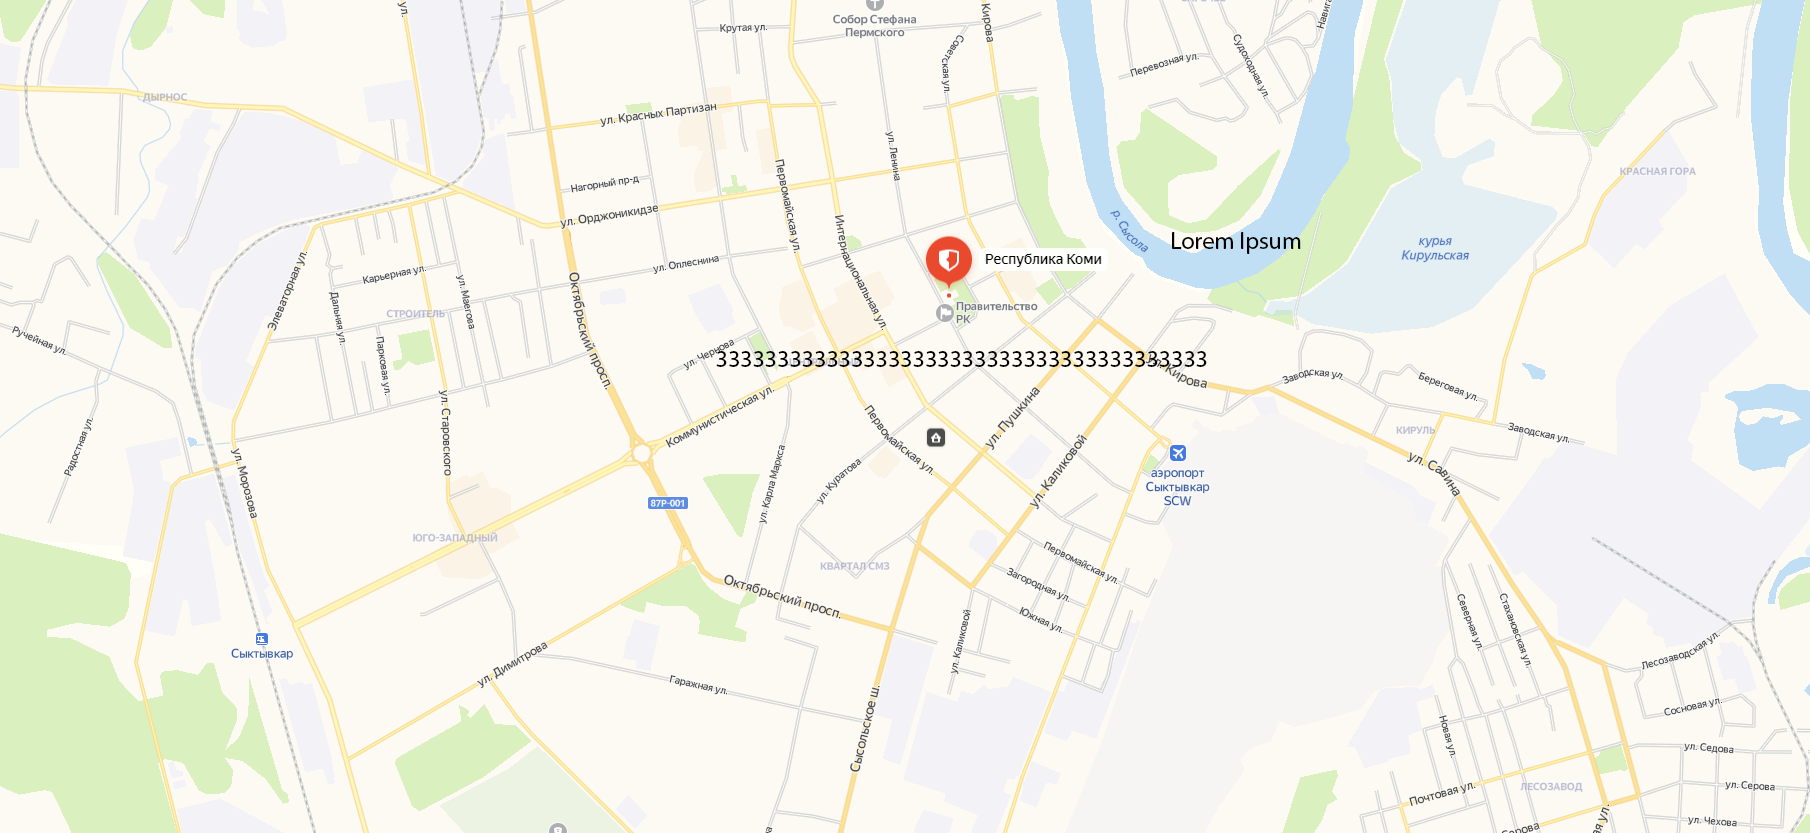 Собор Стефана
Пермского
Крутая ул.
Кирова
Советская ул.
Перевозная ул.
Судоходная ул.
ДЫРНОС
ул. Красных Партизан
ул. Ленина
КРАСНАЯ ГОРА
Нагорный пр-д
Первомайская ул.
ул. Орджоникидзе
Интернациональная ул.
р. Сысола
Lorem Ipsum
курья
Кирульская
Республика Коми
ул. Оплеснина
Карьерная ул.
Элеваторная ул.
Октябрьский просп.
Дальняя ул.
ул. Маегова
СТРОИТЕЛЬ
Правительство
РК
Ручейная ул.
Парковая ул.
ул. Чернова
3333333333333333333333333333333333333333
ул. Кирова
Заворская ул.
Береговая ул.
ул. Старовского
Коммунистическая ул.
Первомайская ул.
ул. Пушкина
КИРУЛЬ
Заводская ул.
Радостная ул.
ул. Морозова
ул. Карла Маркса
ул. Куратова
ул. Каликовой
аэропорт
Сыктывкар
SCW
ул. Савина
87Р-001
ЮГО-ЗАПАДНЫЙ
КВАРТАЛ СМЗ
Первомайская ул.
Загородная ул.
Октябрьский просп.
Южная ул.
Северная ул.
Стахановская ул.
Сыктывкар
ул. Димитрова
ул. Каликовой
Лесозаводская ул.
Гаражная ул.
Сысольское ш.
Новая ул.
Сосновая ул.
ул. Седова
ЛЕСОЗАВОД
Почтовая ул.
ул. Серова
ул. Чехова